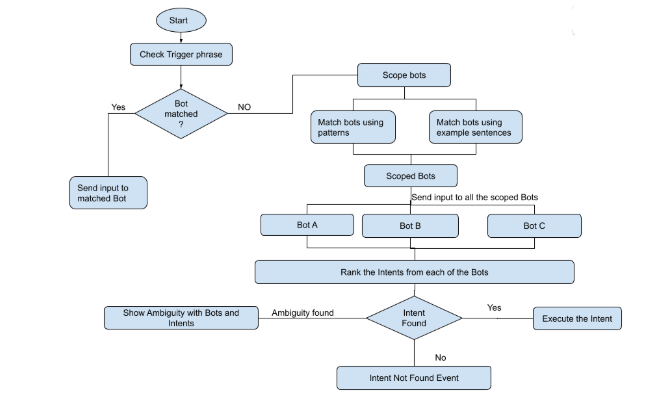 Start
Check Trigger phrase
Scope bots
Yes
Bot
matched
?
NO
Match bots using
patterns
Match bots using
example sentences
Scoped Bots
Send input to
matched Bot
Send input to all the scoped Bots
Bot A
Bot B
Bot C
Rank the Intents from each of the Bots
Show Ambiguity with Bots and
Intents
Ambiguity found
Intent
Found
Yes
Execute the Intent
No
Intent Not Found Event